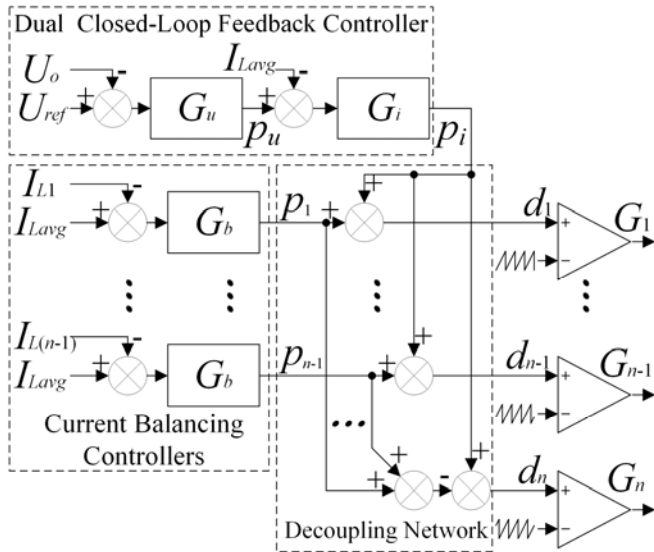 Dual Closed-Loop Feedback Controller
U_o
-
I_Lavg
-
U_ref
+
G_u
p_u
+
G_i
p_i
I_L1
-
I_Lavg
+
G_b
p_1
+
+
d_1
+
-
G_1
I_L(n-1)
-
I_Lavg
+
G_b
p_n-1
+
+
d_n-1
+
-
G_n-1
Current Balancing
Controllers
+
+
-
+
d_n
+
-
G_n
Decoupling Network